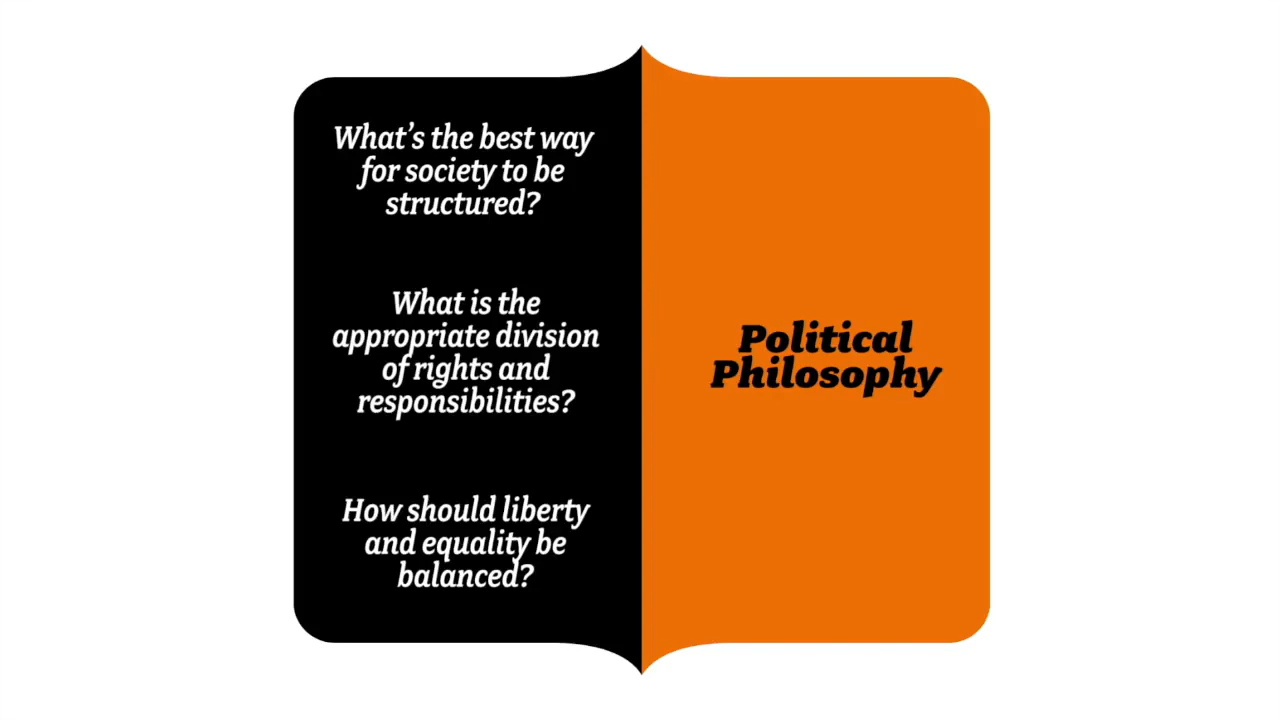 What’s the best way
for society to be
structured?
What is the
appropriate division
of rights and
responsibilities?
How should liberty
and equality be
balanced?
Political
Philosophy